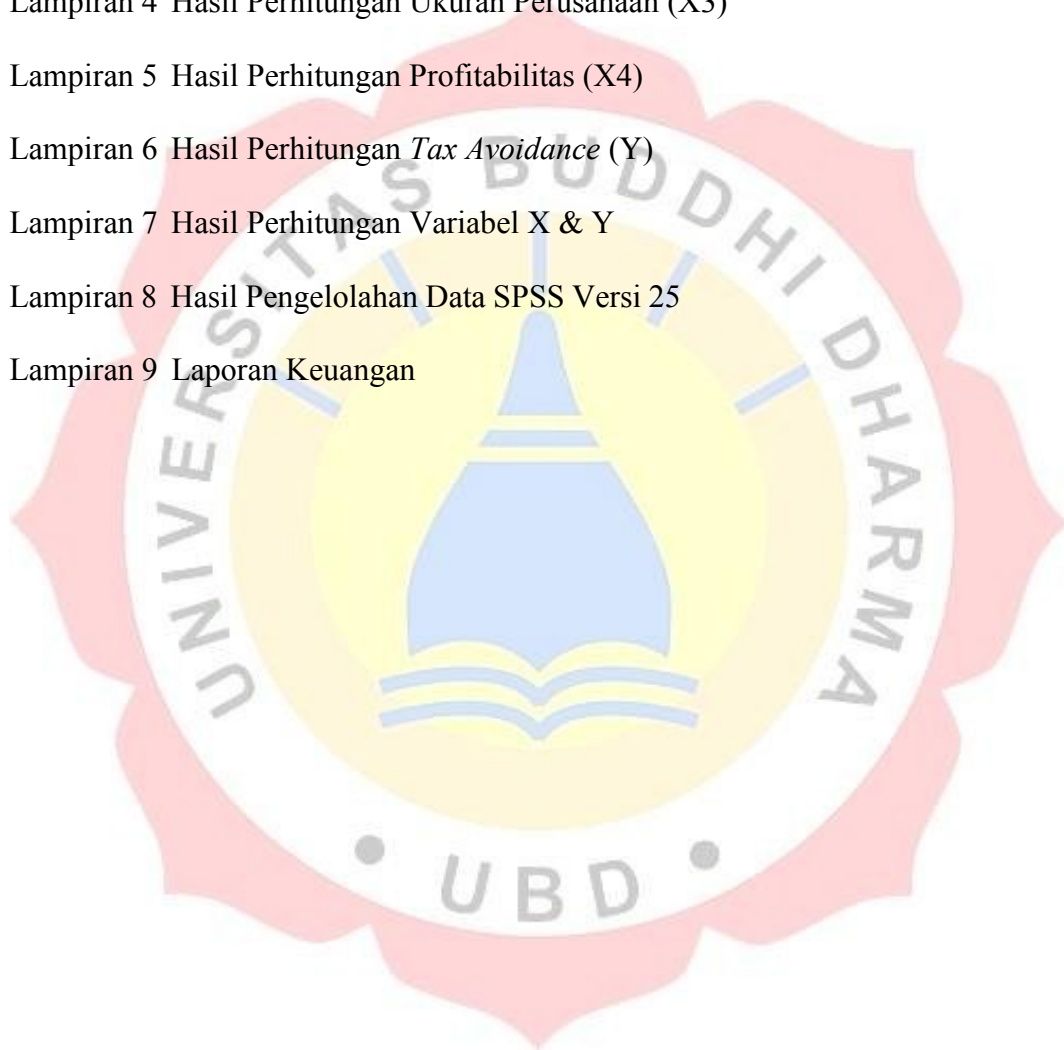 Lampiran 4 Hasil Perhitungan Ukuran Perusahaan (X3)
Lampiran 5 Hasil Perhitungan Profitabilitas (X4)
Lampiran 6 Hasil Perhitungan Tax Avoidance (Y)
Lampiran 7 Hasil Perhitungan Variabel X & Y
Lampiran 8 Hasil Pengelolahan Data SPSS Versi 25
Lampiran 9 Laporan Keuangan
UNIVERSITAS BUDDHI DHARMA
• UBD •